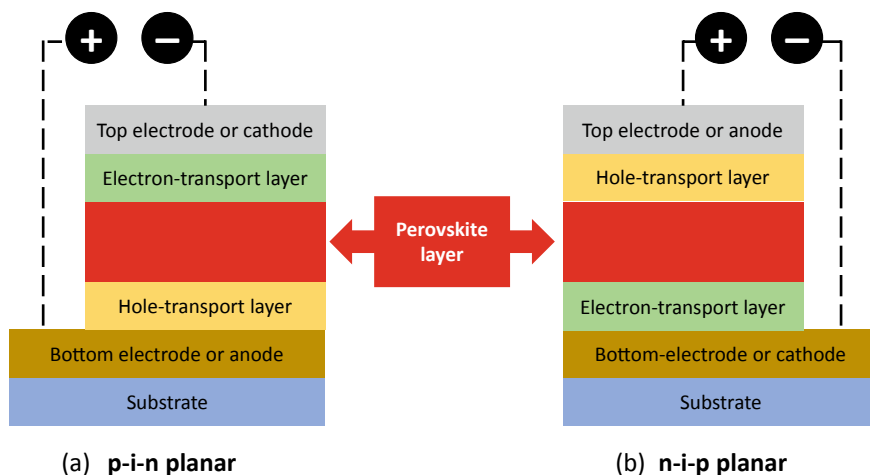 + −
+ −
Top electrode or cathode
Electron-transport layer
Hole-transport layer
Bottom electrode or anode
Substrate
Perovskite
layer
Top electrode or anode
Hole-transport layer
Electron-transport layer
Bottom-electrode or cathode
Substrate
(a) p-i-n planar
(b) n-i-p planar